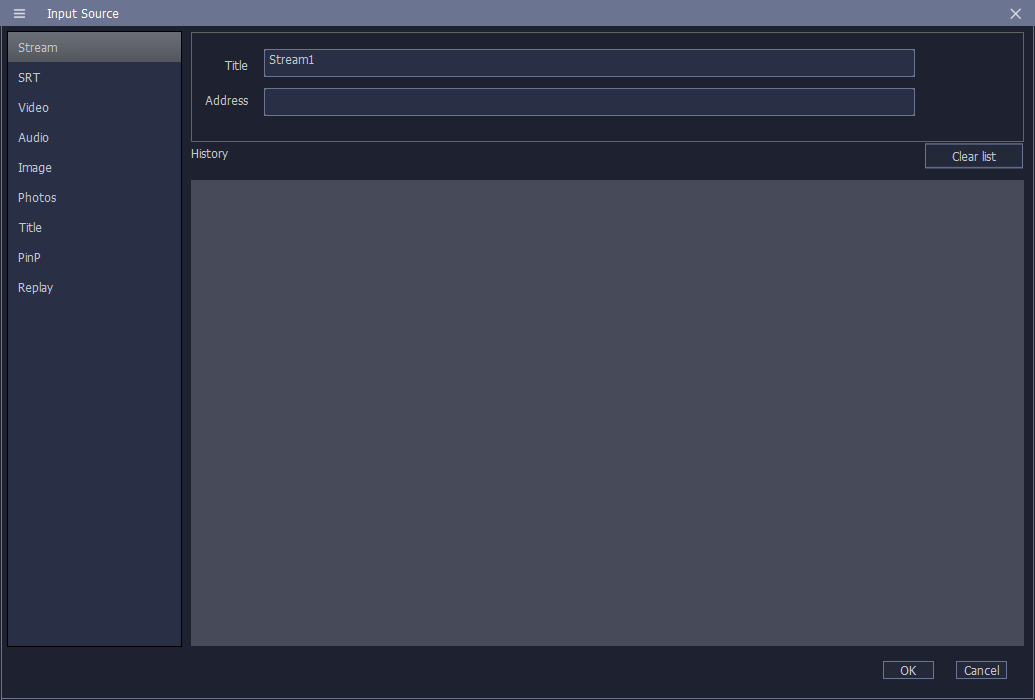 Input Source
Stream
SRT
Video
Audio
Image
Photos
Title
PinP
Replay
Title
Stream1
Address
History
Clear list
OK
Cancel